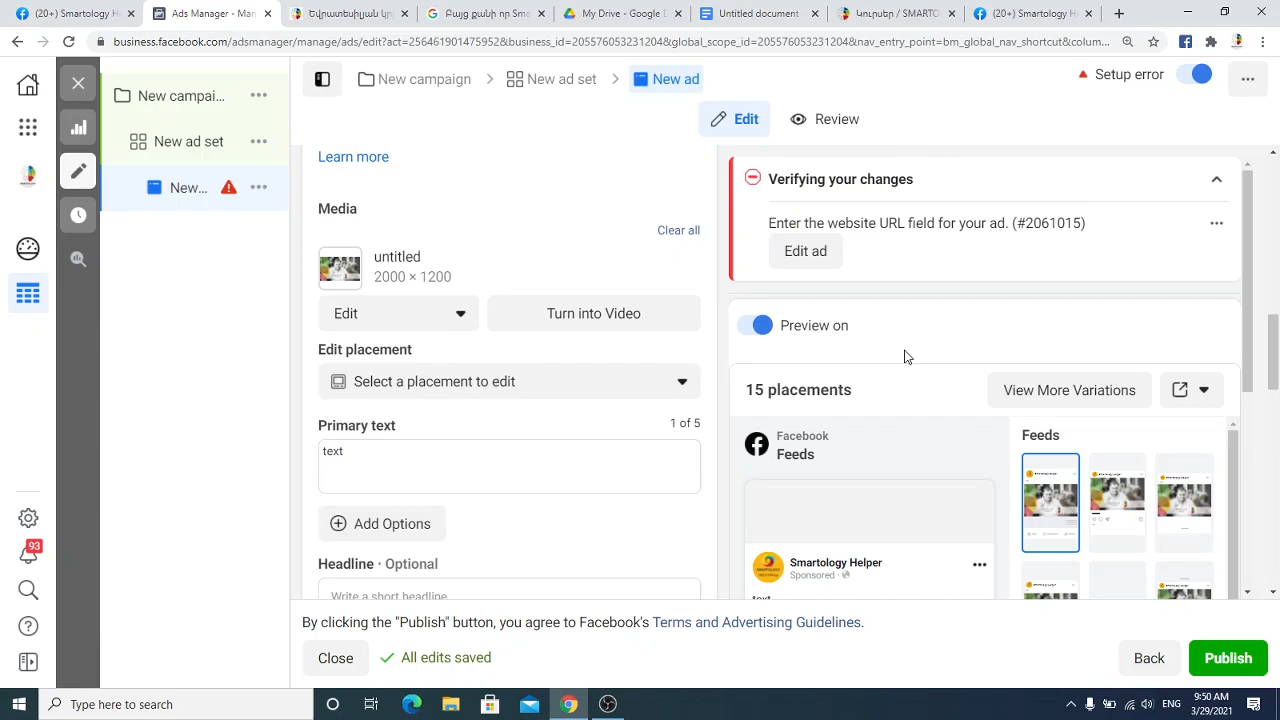 (20+) Smartology H
Ads Manager - Man
Updating
(20+) Smartology H
My Drive - Google D
Untitled document
SMARTO
business.facebook.com/adsmanager/manage/ads/edit?act=256461901475952&business_id=205576053231204&global_scope_id=205576053231204&nav_entry_point=bm_global_nav_shortcut&colum...
New campaign
New ad set
New ad
Setup error
New campai...
New ad set
New...
Edit
Review
Learn more
Media
Clear all
untitled
2000 × 1200
Edit
Turn into Video
Edit placement
Select a placement to edit
Primary text
1 of 5
text
Add Options
Headline · Optional
Write a short headline
Verifying your changes
Enter the website URL field for your ad. (#2061015)
Edit ad
Preview on
15 placements
View More Variations
Facebook
Feeds
Feeds
Smartology Helper
Sponsored ·
text
93
By clicking the "Publish" button, you agree to Facebook's Terms and Advertising Guidelines.
Close
All edits saved
Back
Publish
Type here to search
ENG
9:50 AM
3/29/2021